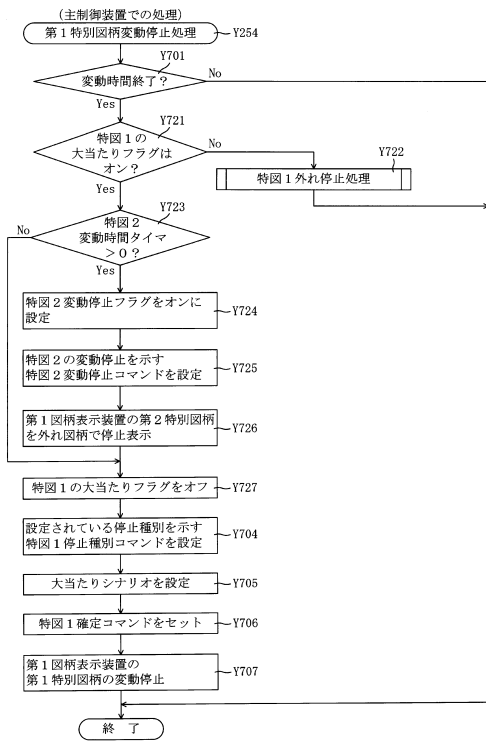 (主制御装置での処理)
第1特別図柄変動停止処理
Y254
Y701
変動時間終了?
No
Yes
Y721
特図1の
大当たりフラグは
オン?
No
Y722
特図1外れ停止処理
Yes
Y723
特図2
変動時間タイマ
>0?
No
Yes
特図2変動停止フラグをオンに
設定
Y724
特図2の変動停止を示す
特図2変動停止コマンドを設定
Y725
第1図柄表示装置の第2特別図柄
を外れ図柄で停止表示
Y726
特図1の大当たりフラグをオフ
Y727
設定されている停止種別を示す
特図1停止種別コマンドを設定
Y704
大当たりシナリオを設定
Y705
特図1確定コマンドをセット
Y706
第1図柄表示装置の
第1特別図柄の変動停止
Y707
終 了